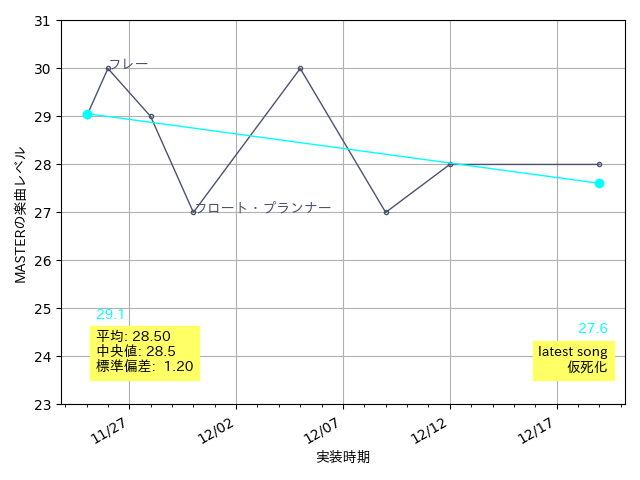 31
30
29
28
27
26
25
24
23
MASTERの楽曲レベル
フレー
フロート・プランナー
29.1
平均: 28.50
中央値: 28.5
標準偏差: 1.20
27.6
latest song
仮死化
11/27
12/02
12/07
12/12
12/17
実装時期